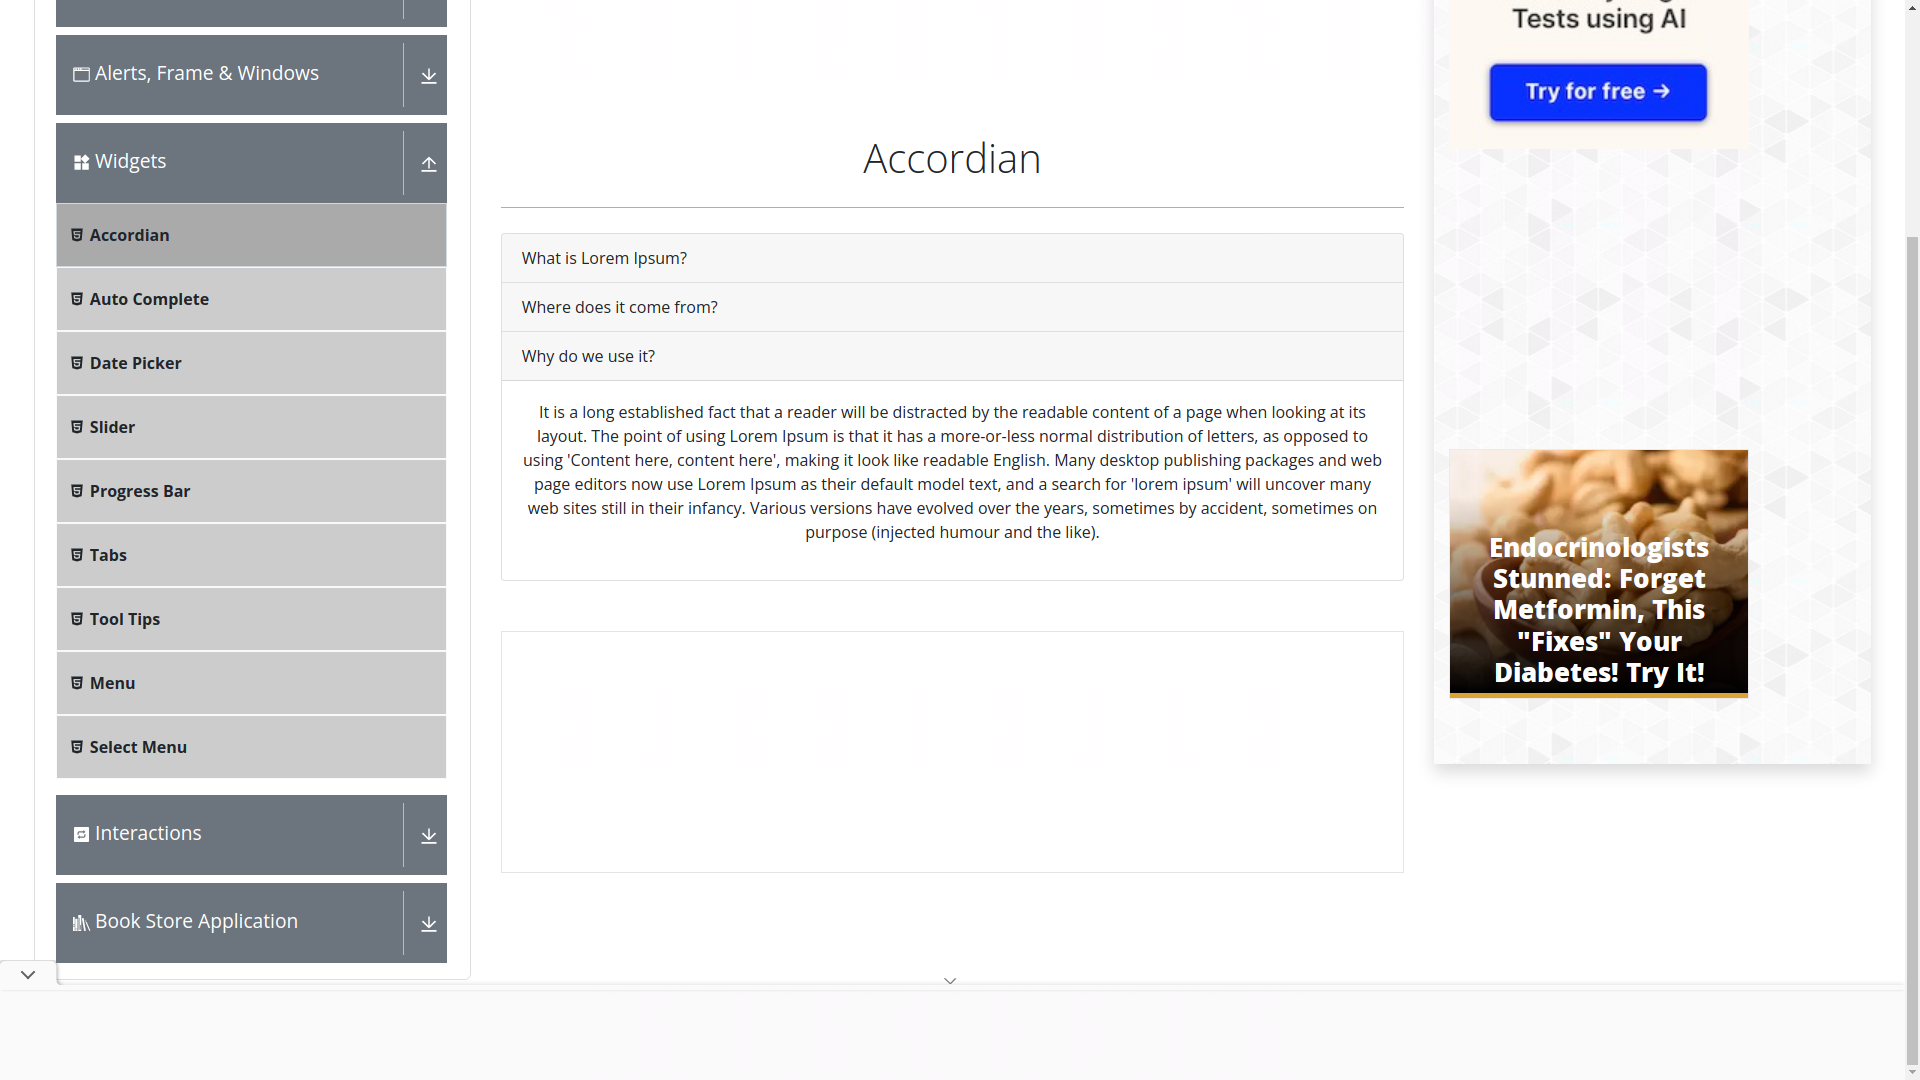 Alerts, Frame & Windows
Widgets
Accordian
Auto Complete
Date Picker
Slider
Progress Bar
Tabs
Tool Tips
Menu
Select Menu
Interactions
Book Store Application
Accordian
What is Lorem Ipsum?
Where does it come from?
Why do we use it?
It is a long established fact that a reader will be distracted by the readable content of a page when looking at its
layout. The point of using Lorem Ipsum is that it has a more-or-less normal distribution of letters, as opposed to
using 'Content here, content here', making it look like readable English. Many desktop publishing packages and web
page editors now use Lorem Ipsum as their default model text, and a search for 'lorem ipsum' will uncover many
web sites still in their infancy. Various versions have evolved over the years, sometimes by accident, sometimes on
purpose (injected humour and the like).
Tests using AI
Try for free →
Endocrinologists
Stunned: Forget
Metformin, This
"Fixes" Your
Diabetes! Try It!